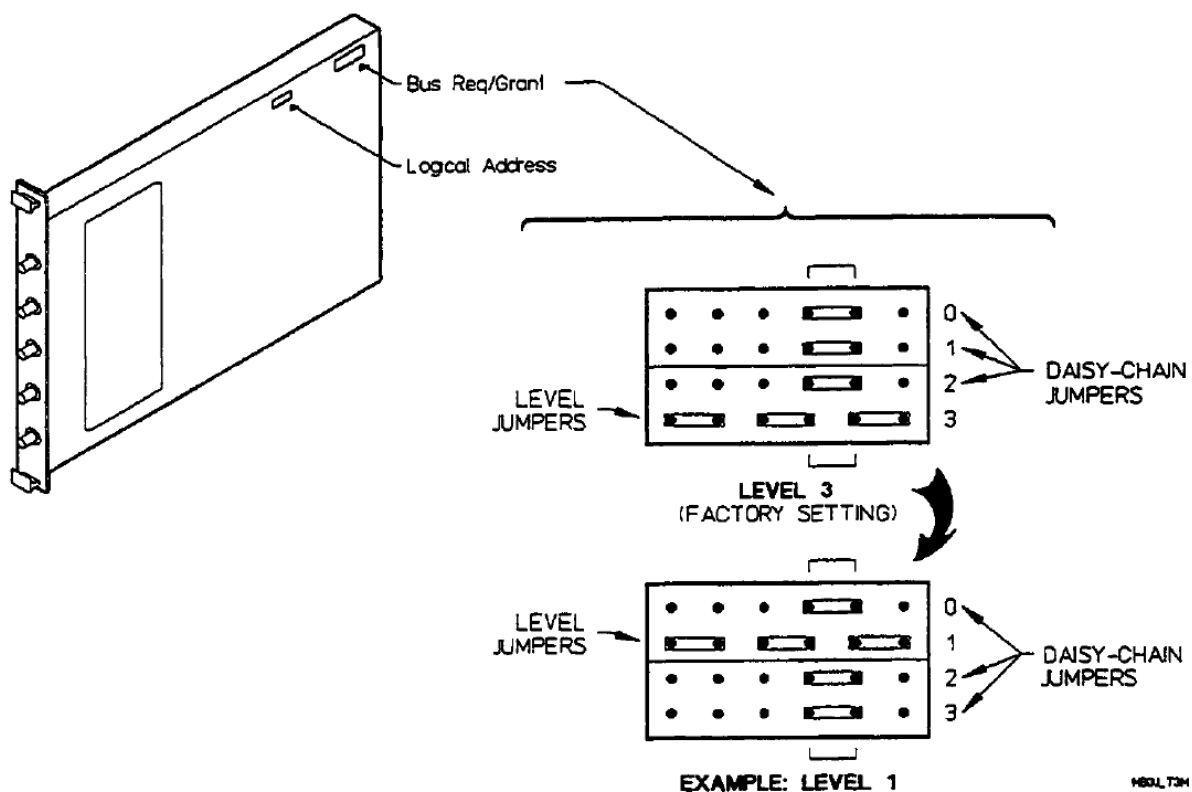 Bus Req/Grant
Logical Address
0
1
2
3
DAISY-CHAIN
JUMPERS
LEVEL
JUMPERS
LEVEL 3
(FACTORY SETTING)
0
1
2
3
LEVEL
JUMPERS
DAISY-CHAIN
JUMPERS
EXAMPLE: LEVEL 1